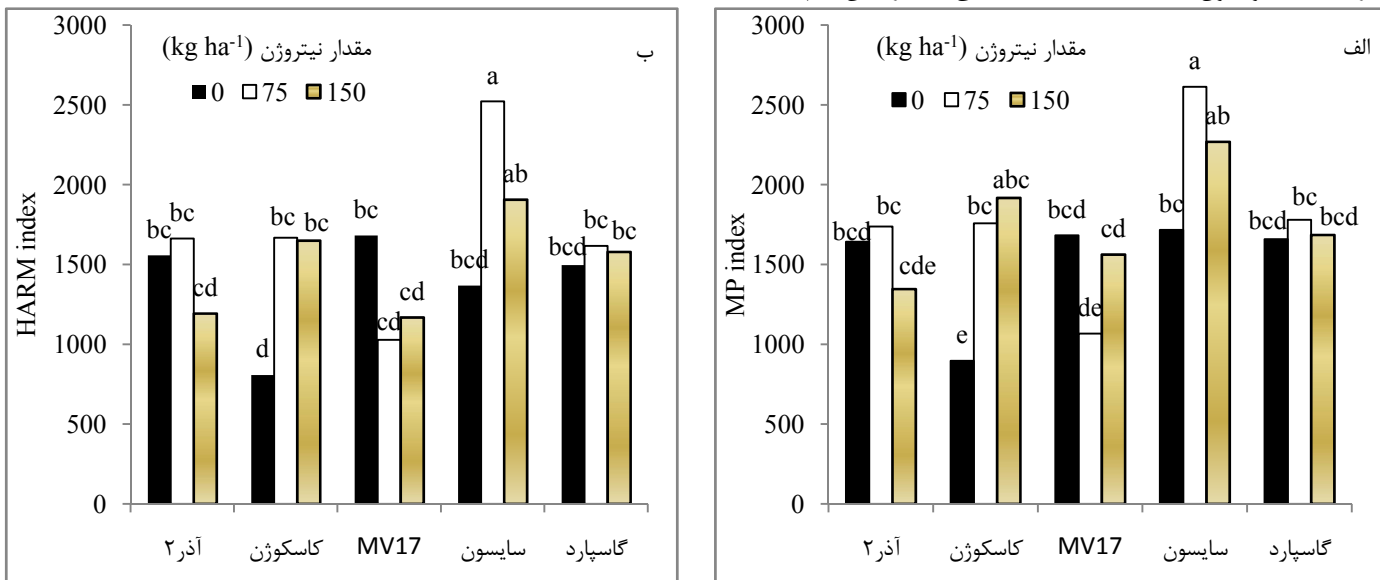 ب
مقدار نیتروژن (kg ha-1)
0 75 150
HARM index
3000
2500
2000
1500
1000
500
0
bc bc cd
d bc bc
bc cd cd
bcd a ab
bcd bc bc
آذر۲ کاسکوژن MV17 سایسون گاسپارد
الف
مقدار نیتروژن (kg ha-1)
0 75 150
MP index
3000
2500
2000
1500
1000
500
0
bcd bc cde
e bc abc
bcd de cd
bc a ab
bcd bc bcd
آذر۲ کاسکوژن MV17 سایسون گاسپارد